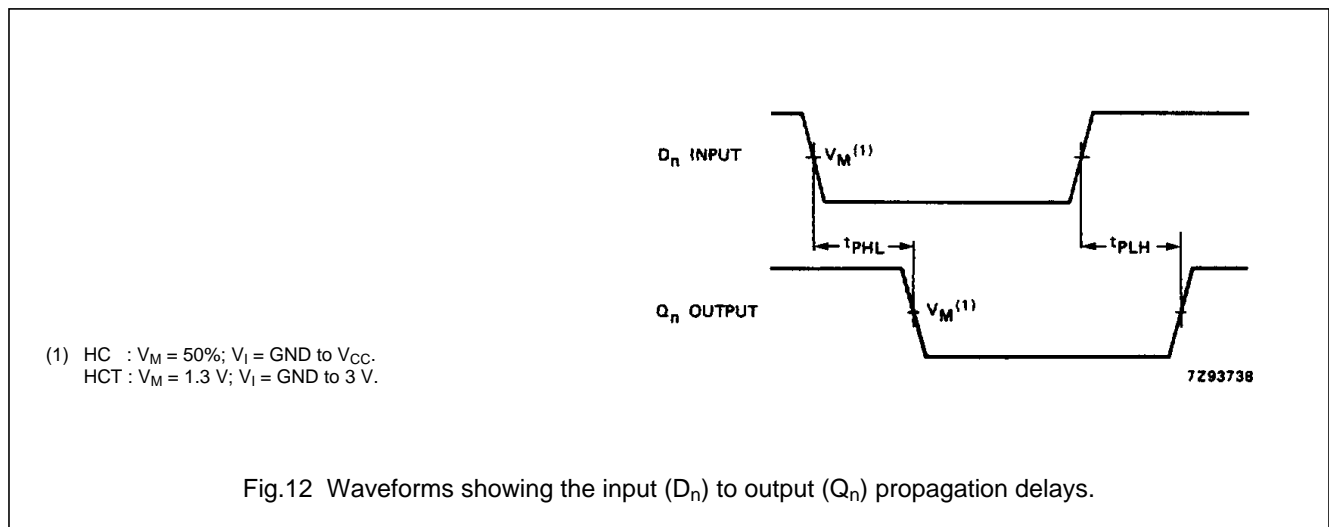 Dn INPUT
VM(1)
tPHL
tPLH
Qn OUTPUT
VM(1)
(1) HC : VM = 50%; VI = GND to VCC.
HCT : VM = 1.3 V; VI = GND to 3 V.
7Z93738
Fig.12 Waveforms showing the input (Dn) to output (Qn) propagation delays.